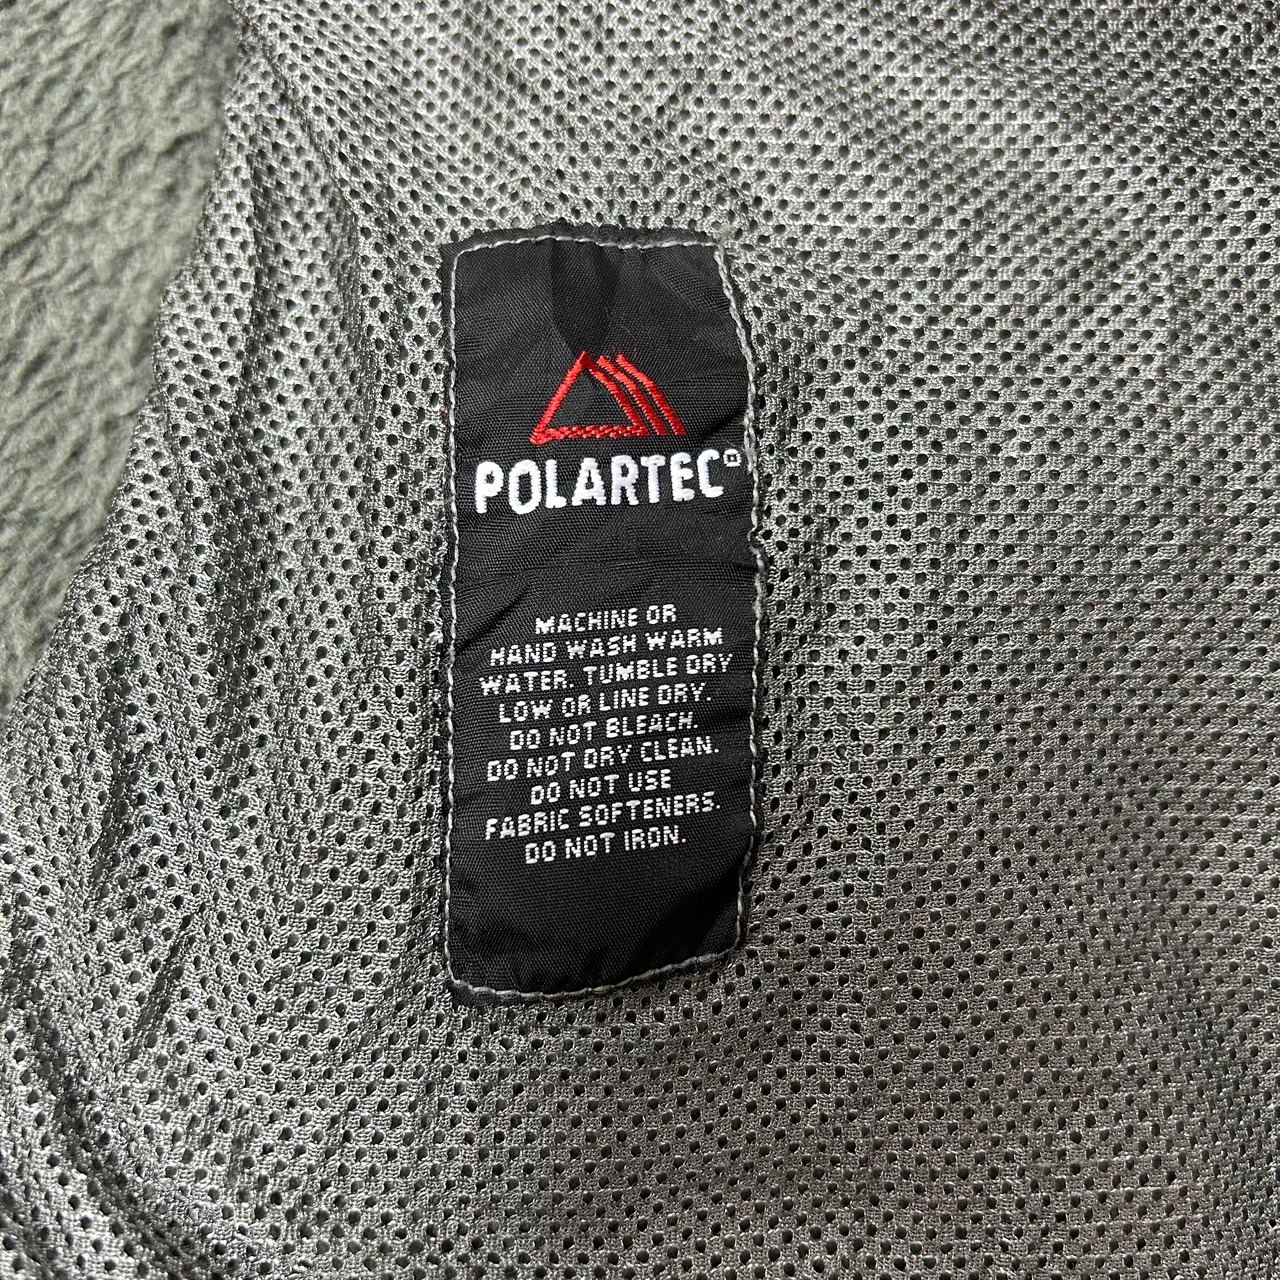 POLARTEC®
MACHINE OR
HAND WASH WARM
WATER. TUMBLE DRY
LOW OR LINE DRY.
DO NOT BLEACH.
DO NOT DRY CLEAN.
DO NOT USE
FABRIC SOFTENERS.
DO NOT IRON.